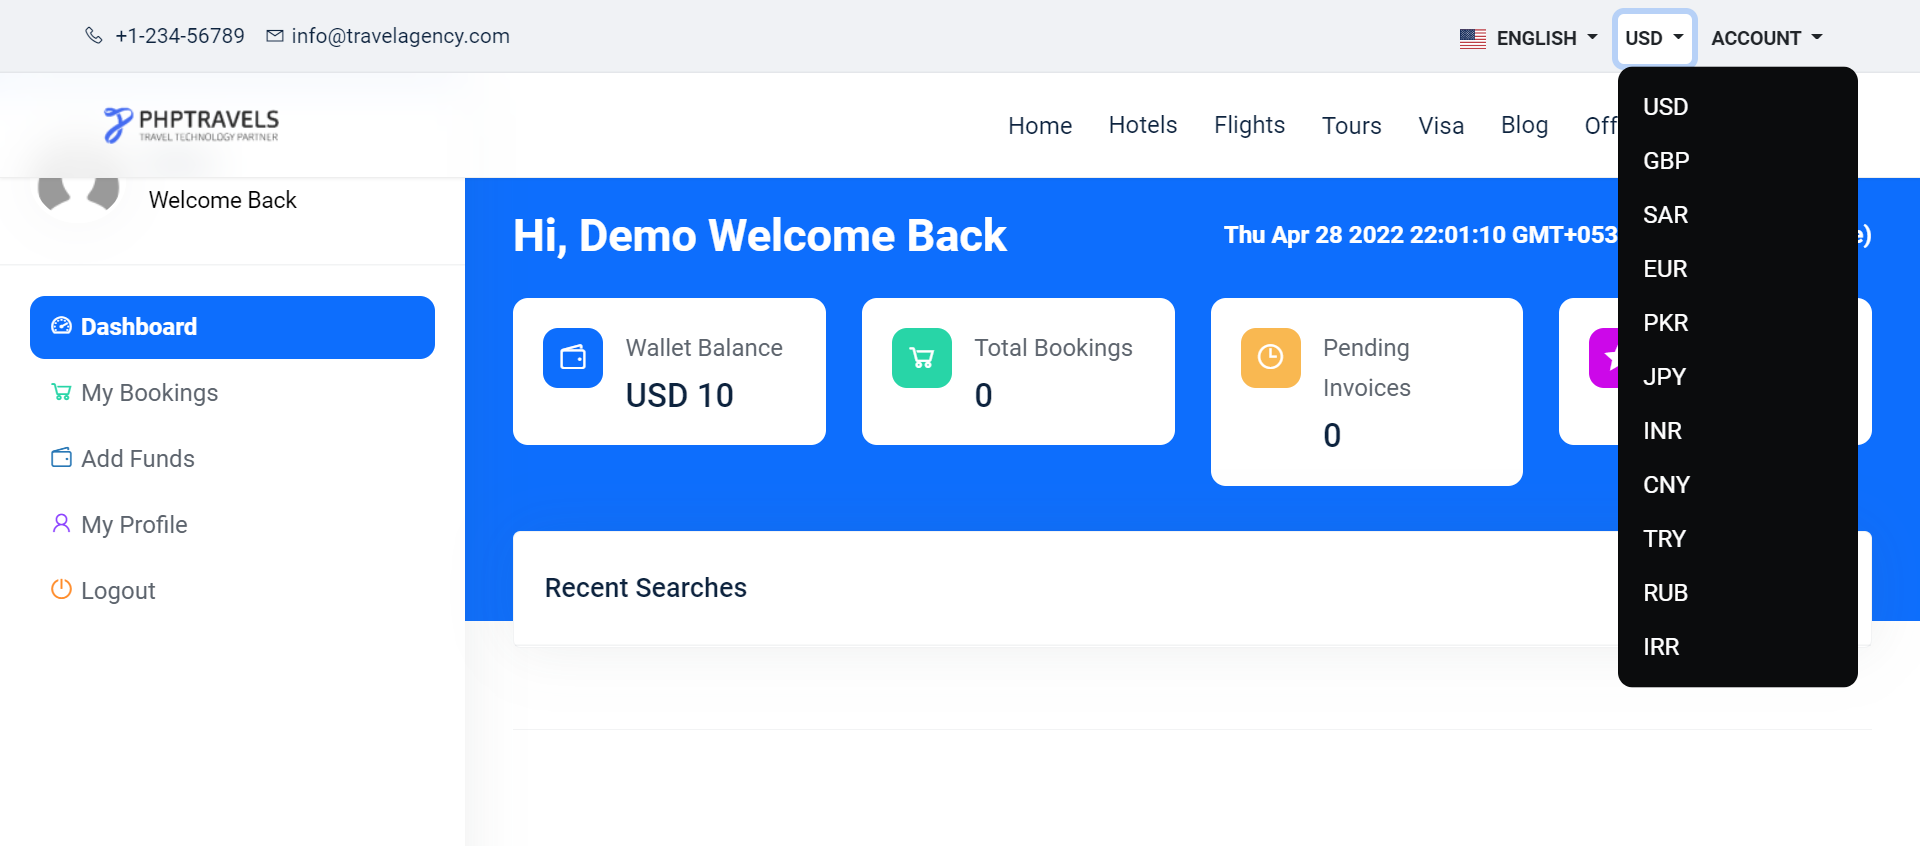 +1-234-56789 info@travelagency.com ENGLISH USD ACCOUNT
PHPTRAVELS
TRAVEL TECHNOLOGY PARTNER
Home Hotels Flights Tours Visa Blog Off
USD
GBP
SAR
EUR
PKR
JPY
INR
CNY
TRY
RUB
IRR
Welcome Back
Dashboard
My Bookings
Add Funds
My Profile
Logout
Hi, Demo Welcome Back
Thu Apr 28 2022 22:01:10 GMT+053 e)
Wallet Balance
USD 10
Total Bookings
0
Pending
Invoices
0
Recent Searches